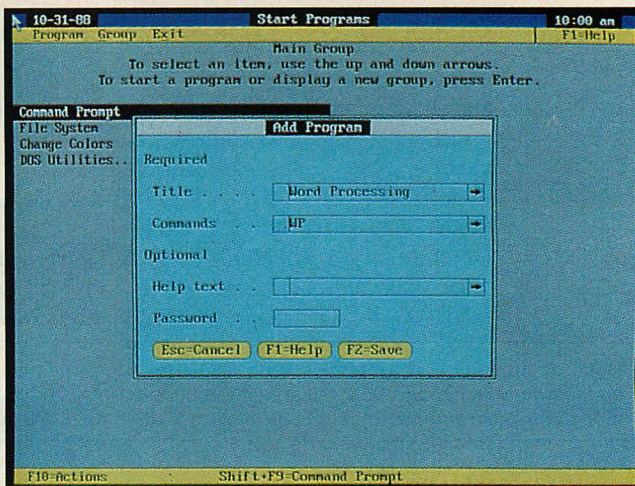 10-31-88 Start Programs 10:00 am
Program Group Exit F1=Help
Main Group
To select an item, use the up and down arrows.
To start a program or display a new group, press Enter.
Command Prompt
File System
Change Colors
DOS Utilities...
Add Program
Required
Title . . . . Word Processing
Commands . . WP
Optional
Help text . .
Password . .
Esc=Cancel F1=Help F2=Save
F10=Actions Shift+F9=Command Prompt